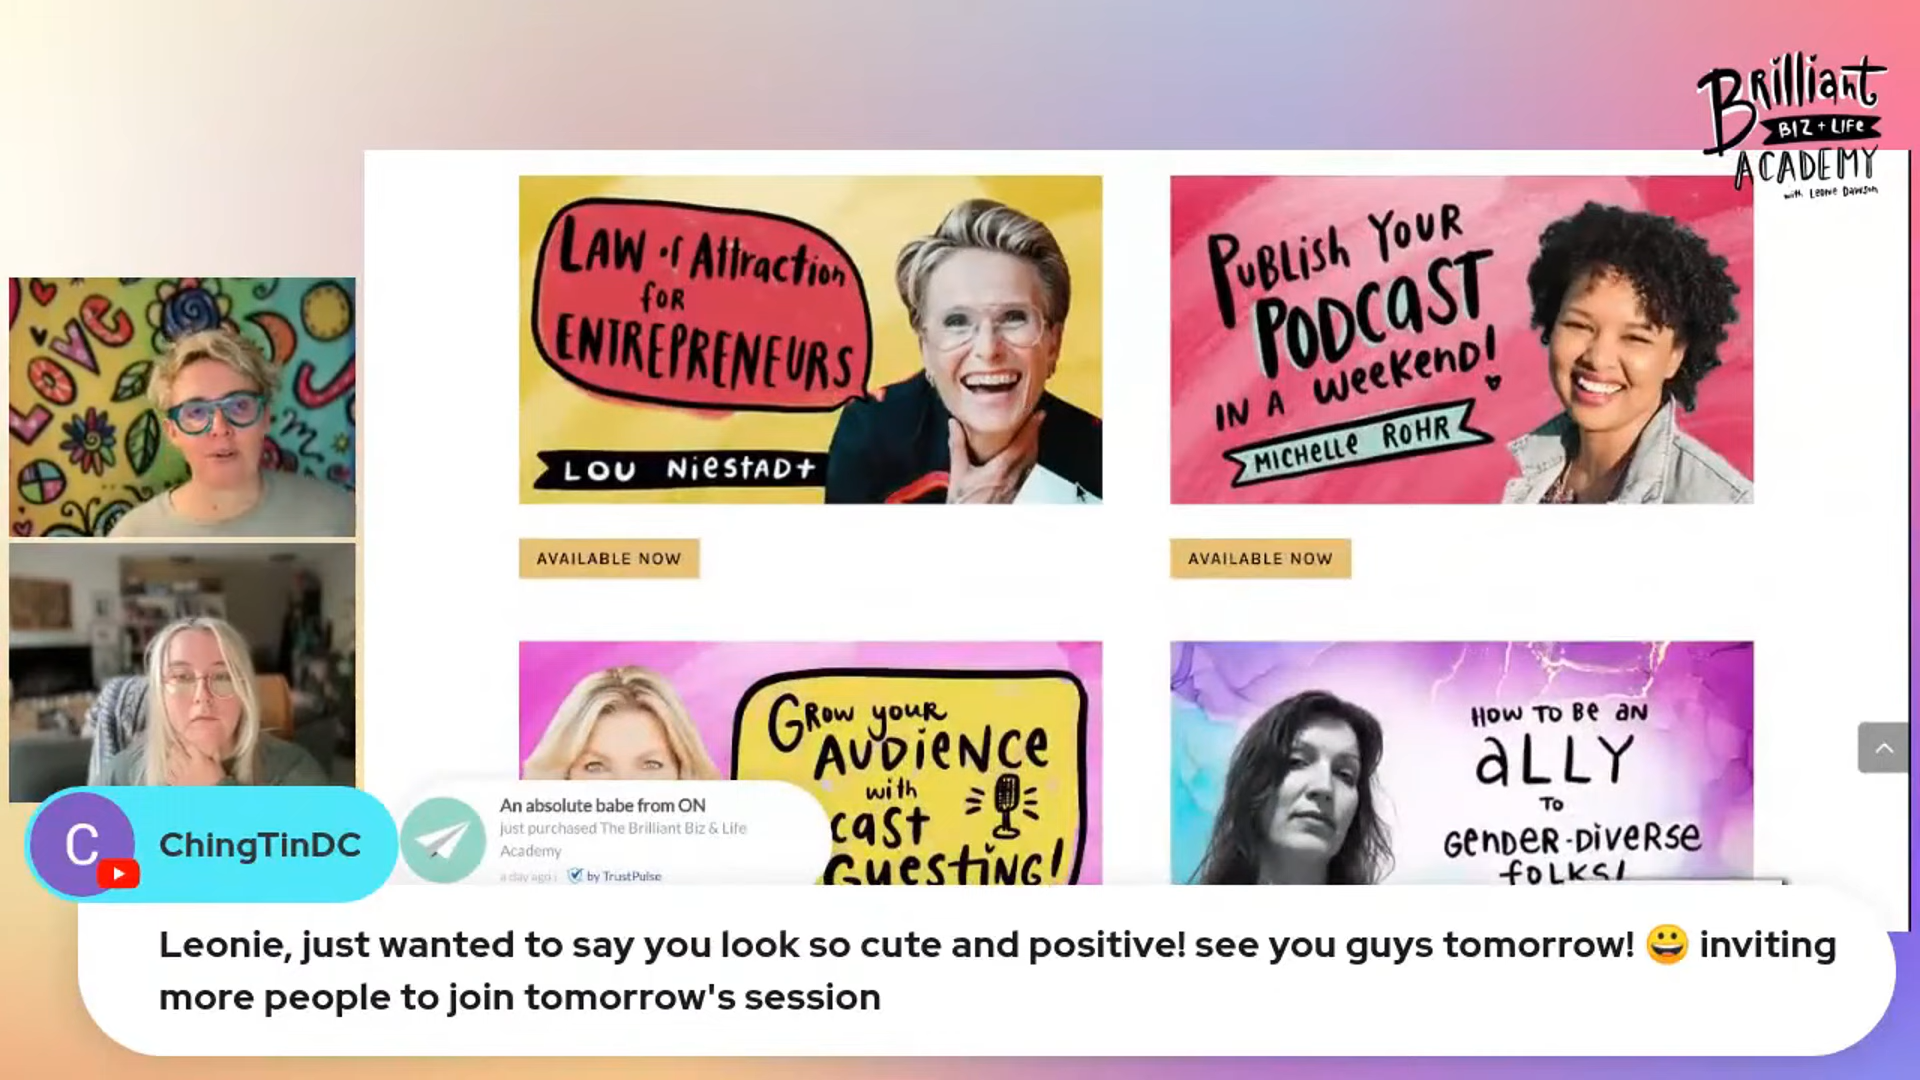 Brilliant
BIZ + LIFE
ACADEMY
with Leonie Dawson
LAW of Attraction
for
ENTREPRENEURS
LOU NIESTADT
PUBLISH YOUR
PODCAST
IN A WEEKEND!
MICHELLE ROHR
Love
AVAILABLE NOW
AVAILABLE NOW
GROW YOUR
AUDIENCE
with
cast
GUESTING!
HOW TO BE AN
ALLY
TO
GENDER-DIVERSE
FOLKS!
An absolute babe from ON
just purchased The Brilliant Biz & Life
Academy
a day ago | by TrustPulse
C
ChingTinDC
Leonie, just wanted to say you look so cute and positive! see you guys tomorrow! 😀 inviting
more people to join tomorrow's session